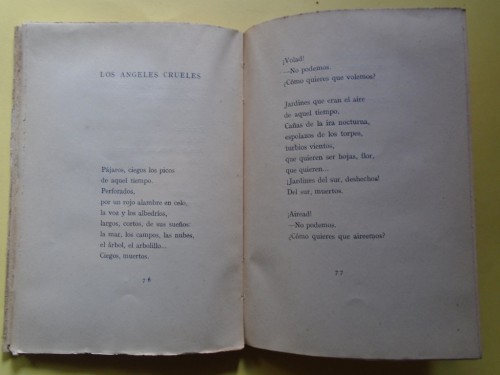 LOS ANGELES CRUELES
Pájaros, ciegos los picos
de aquel tiempo.
Perforados,
por un rojo alambre en celo,
la voz y los albedríos,
largos, cortos, de sus sueños:
la mar, los campos, las nubes,
el árbol, el arbolillo...
Ciegos, muertos.
76
¡Volad!
—No podemos.
¿Cómo quieres que volemos?
Jardines que eran el aire
de aquel tiempo.
Cañas de la ira nocturna,
espolazos de los torpes,
turbios vientos,
que quieren ser hojas, flor,
que quieren...
¡Jardines del sur, deshechos!
Del sur, muertos.
¡Airead!
—No podemos.
¿Cómo quieres que aireemos?
77